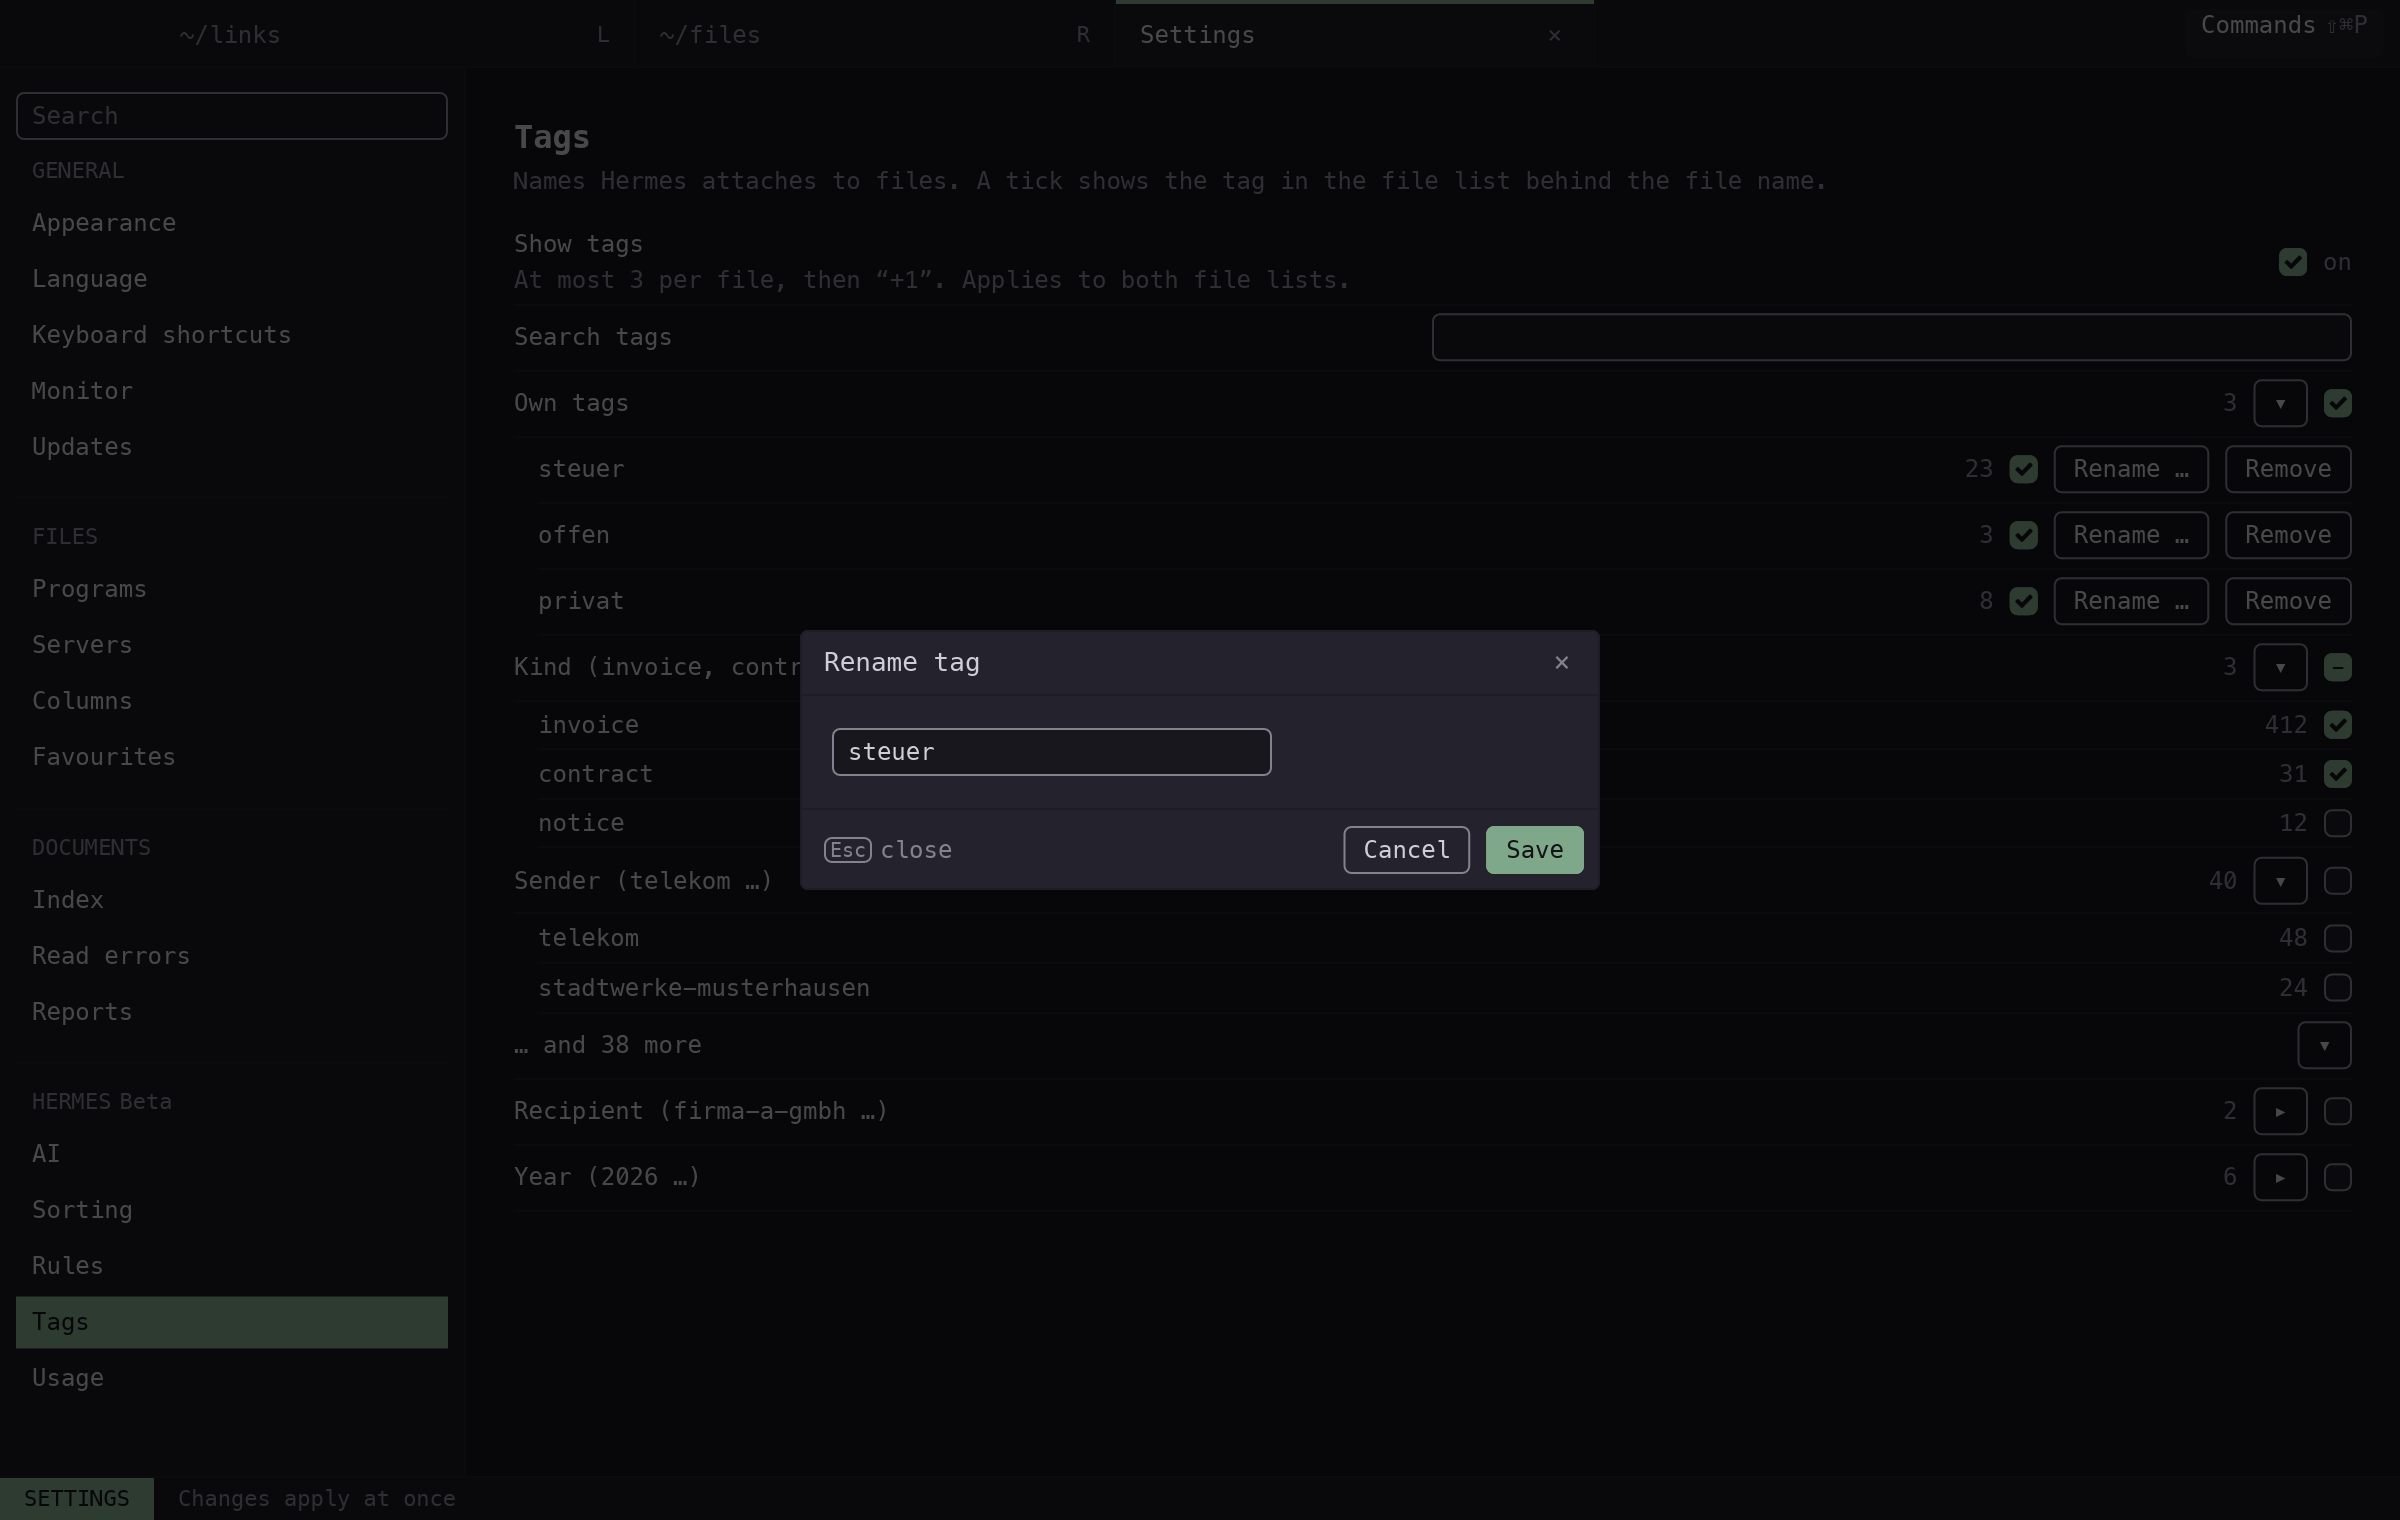 ~/links L ~/files R Settings × Commands ⇧⌘P
Search
GENERAL
Appearance
Language
Keyboard shortcuts
Monitor
Updates
FILES
Programs
Servers
Columns
Favourites
DOCUMENTS
Index
Read errors
Reports
HERMES Beta
AI
Sorting
Rules
Tags
Usage
Tags
Names Hermes attaches to files. A tick shows the tag in the file list behind the file name.
Show tags
At most 3 per file, then “+1”. Applies to both file lists.
on
Search tags
Own tags 3 ▾
steuer 23 Rename … Remove
offen 3 Rename … Remove
privat 8 Rename … Remove
Kind (invoice, contr 3 ▾
invoice 412
contract 31
notice 12
Sender (telekom …) 40 ▾
telekom 48
stadtwerke–musterhausen 24
… and 38 more ▾
Recipient (firma–a–gmbh …) 2 ▸
Year (2026 …) 6 ▸
Rename tag ×
steuer
Esc close Cancel Save
SETTINGS Changes apply at once